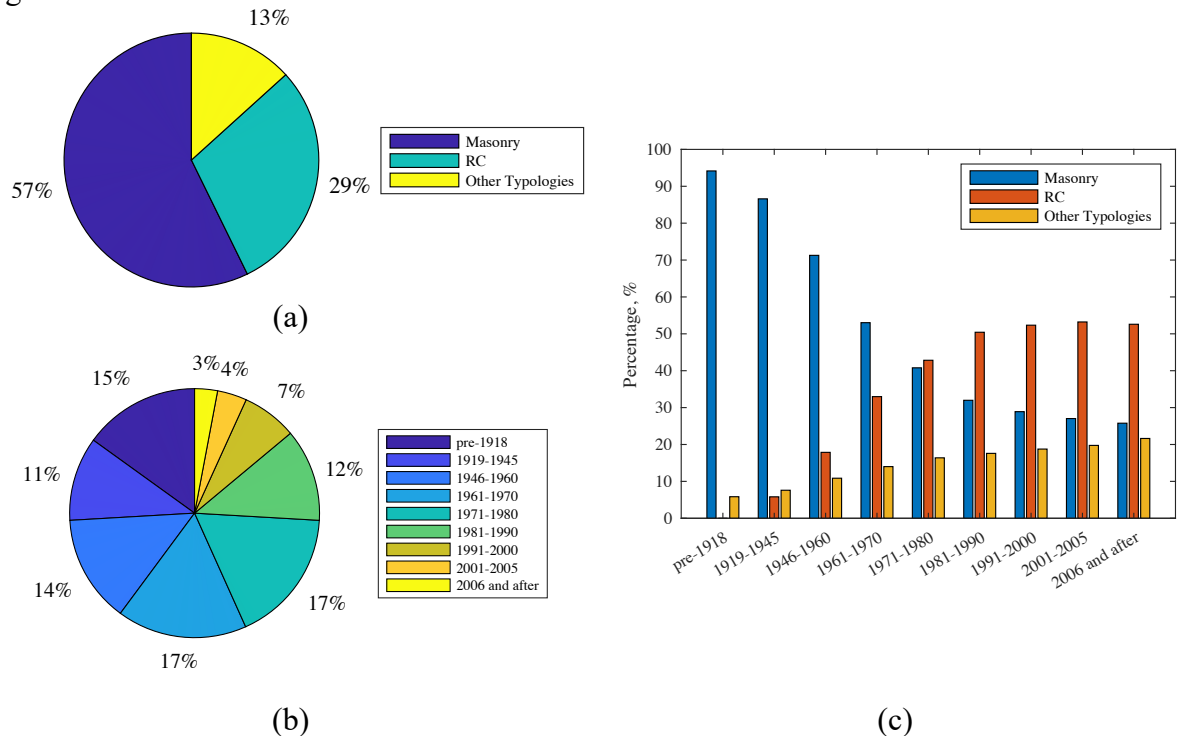 13%
57%
29%
Masonry
RC
Other Typologies
(a)
3%
4%
7%
12%
17%
17%
14%
11%
15%
pre-1918
1919-1945
1946-1960
1961-1970
1971-1980
1981-1990
1991-2000
2001-2005
2006 and after
(b)
Percentage, %
100
90
80
70
60
50
40
30
20
10
0
Masonry
RC
Other Typologies
pre-1918
1919-1945
1946-1960
1961-1970
1971-1980
1981-1990
1991-2000
2001-2005
2006 and after
(c)